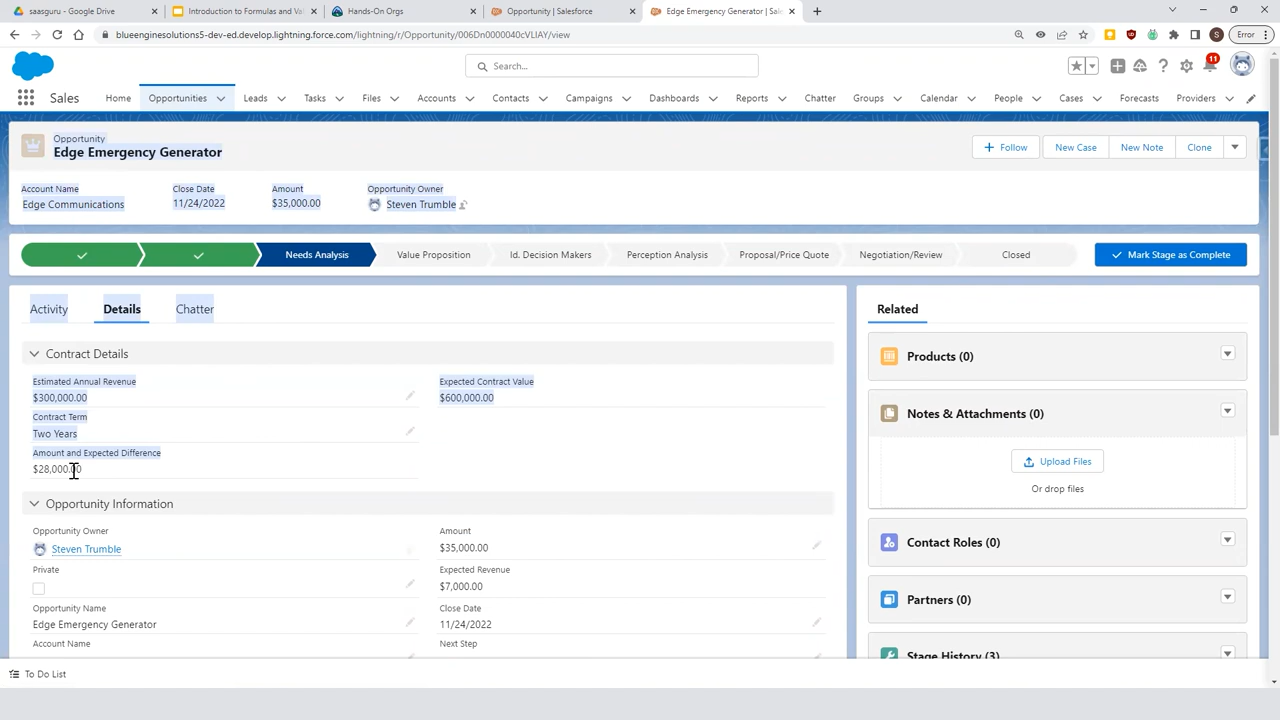 saasguru - Google Drive
Introduction to Formulas and Val
Hands-On Orgs
Opportunity | Salesforce
Edge Emergency Generator | Sale
blueenginesolutions5-dev-ed.develop.lightning.force.com/lightning/r/Opportunity/006Dn0000040cVLIAY/view
Error
Search...
11
Sales
Home
Opportunities
Leads
Tasks
Files
Accounts
Contacts
Campaigns
Dashboards
Reports
Chatter
Groups
Calendar
People
Cases
Forecasts
Providers
Opportunity
Edge Emergency Generator
Follow
New Case
New Note
Clone
Account Name
Close Date
Amount
Opportunity Owner
Edge Communications
11/24/2022
$35,000.00
Steven Trumble
Needs Analysis
Value Proposition
Id. Decision Makers
Perception Analysis
Proposal/Price Quote
Negotiation/Review
Closed
Mark Stage as Complete
Activity
Details
Chatter
Contract Details
Estimated Annual Revenue
$300,000.00
Expected Contract Value
$600,000.00
Contract Term
Two Years
Amount and Expected Difference
$28,000.00
Opportunity Information
Opportunity Owner
Steven Trumble
Amount
$35,000.00
Private
Expected Revenue
$7,000.00
Opportunity Name
Edge Emergency Generator
Close Date
11/24/2022
Account Name
Next Step
Related
Products (0)
Notes & Attachments (0)
Upload Files
Or drop files
Contact Roles (0)
Partners (0)
Stage History (3)
To Do List